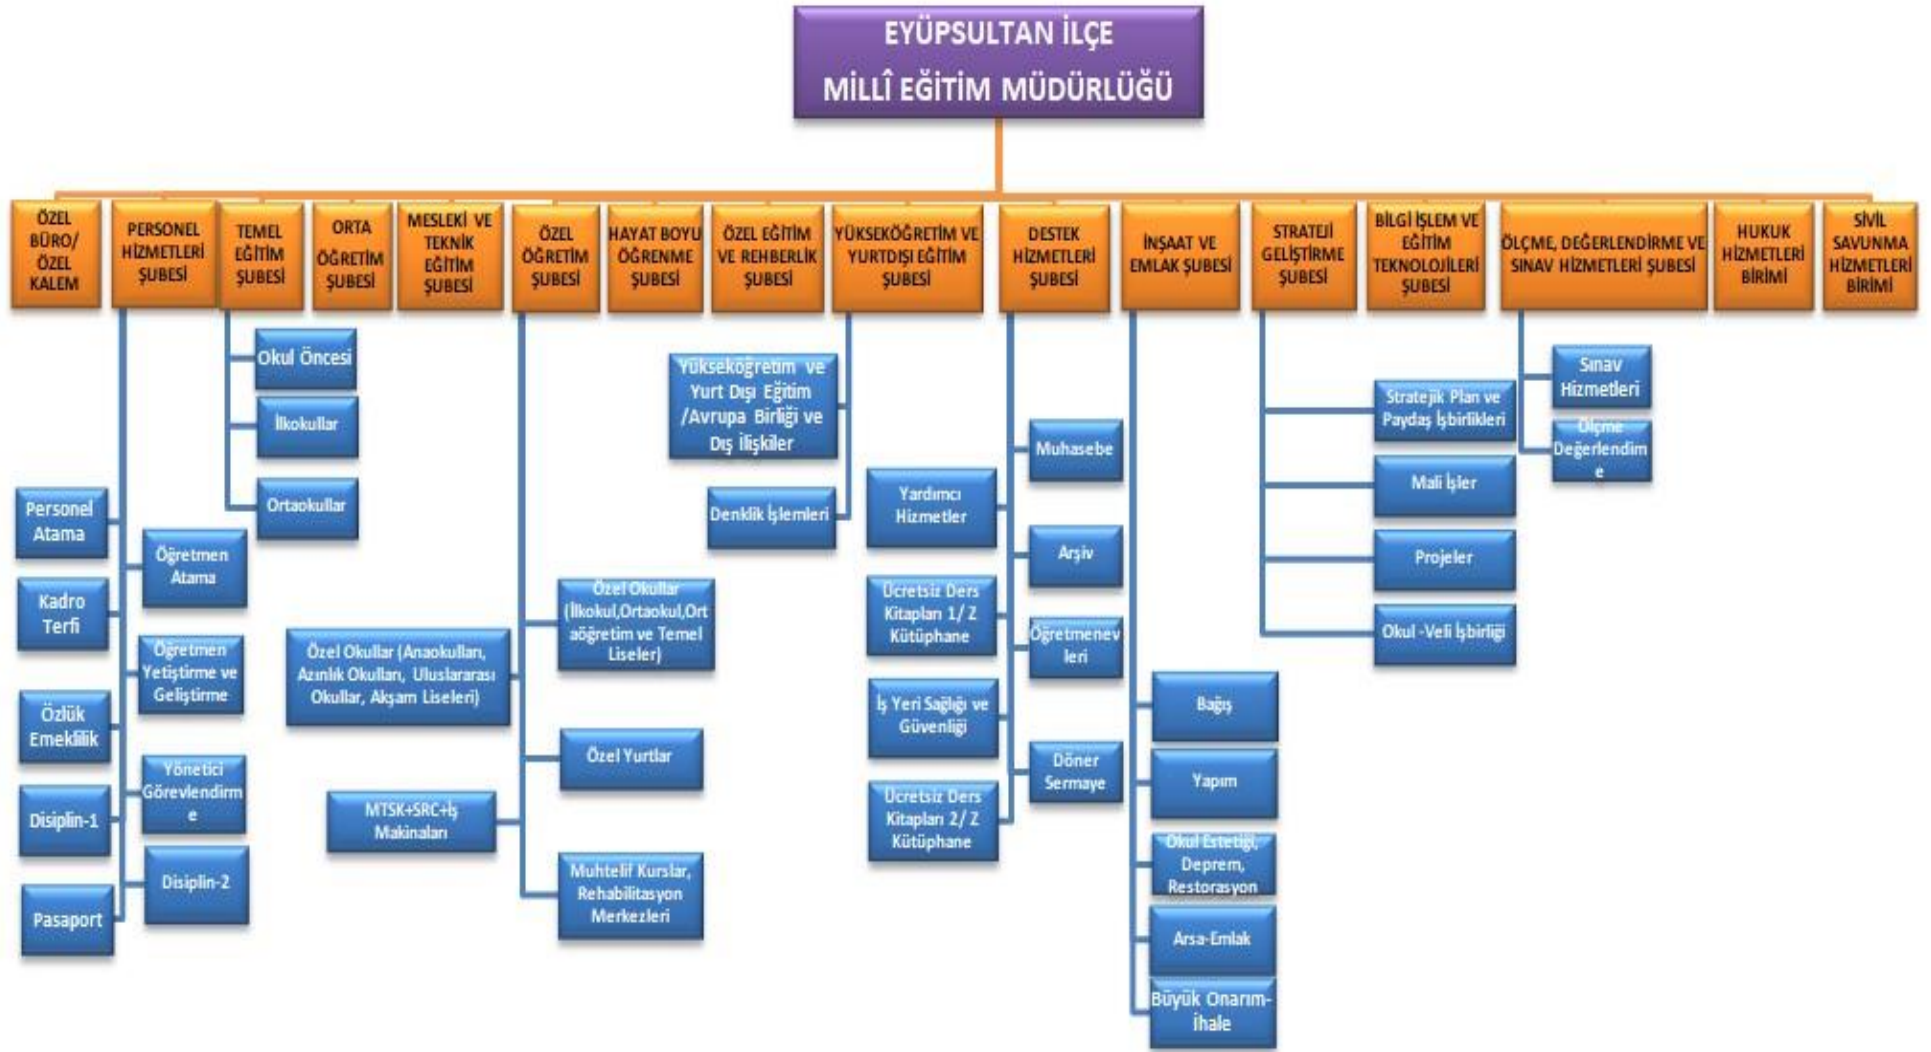 EYÜPSULTAN İLÇE
MİLLÎ EĞİTİM MÜDÜRLÜĞÜ
ÖZEL
BÜRO/
ÖZEL
KALEM
PERSONEL
HİZMETLERİ
ŞUBESİ
TEMEL
EĞİTİM
ŞUBESİ
ORTA
ÖĞRETİM
ŞUBESİ
MESLEKİ VE
TEKNİK
EĞİTİM
ŞUBESİ
ÖZEL
ÖĞRETİM
ŞUBESİ
HAYAT BOYU
ÖĞRENME
ŞUBESİ
ÖZEL EĞİTİM
VE REHBERLİK
ŞUBESİ
YÜKSEKÖĞRETİM VE
YURTDIŞI EĞİTİM
ŞUBESİ
DESTEK
HİZMETLERİ
ŞUBESİ
İNŞAAT VE
EMLAK ŞUBESİ
STRATEJİ
GELİŞTİRME
ŞUBESİ
BİLGİ İŞLEM VE
EĞİTİM
TEKNOLOJİLERİ
ŞUBESİ
ÖLÇME, DEĞERLENDİRME VE
SINAV HİZMETLERİ ŞUBESİ
HUKUK
HİZMETLERİ
BİRİMİ
SİVİL
SAVUNMA
HİZMETLERİ
BİRİMİ
Personel
Atama
Kadro
Terfi
Özlük
Emeklilik
Disiplin-1
Pasaport
Öğretmen
Atama
Öğretmen
Yetiştirme ve
Geliştirme
Yönetici
Görevlendirm
e
Disiplin-2
Okul Öncesi
İlkokullar
Ortaokullar
Özel Okullar (Anaokulları,
Azınlık Okulları, Uluslararası
Okullar, Akşam Liseleri)
MTSK+SRC+İş
Makinaları
Özel Okullar
(İlkokul,Ortaokul,Ort
aöğretim ve Temel
Liseler)
Özel Yurtlar
Muhtelif Kurslar,
Rehabilitasyon
Merkezleri
Yükseköğretim ve
Yurt Dışı Eğitim
/Avrupa Birliği ve
Dış İlişkiler
Denklik İşlemleri
Yardımcı
Hizmetler
Ücretsiz Ders
Kitapları 1/ Z
Kütüphane
İş Yeri Sağlığı ve
Güvenliği
Ücretsiz Ders
Kitapları 2/ Z
Kütüphane
Muhasebe
Arşiv
Öğretmenev
leri
Döner
Sermaye
Bağış
Yapım
Okul Estetiği,
Deprem,
Restorasyon
Arsa-Emlak
Büyük Onarım-
İhale
Stratejik Plan ve
Paydaş İşbirlikleri
Mali İşler
Projeler
Okul -Veli İşbirliği
Sınav
Hizmetleri
Ölçme
Değerlendirm
e